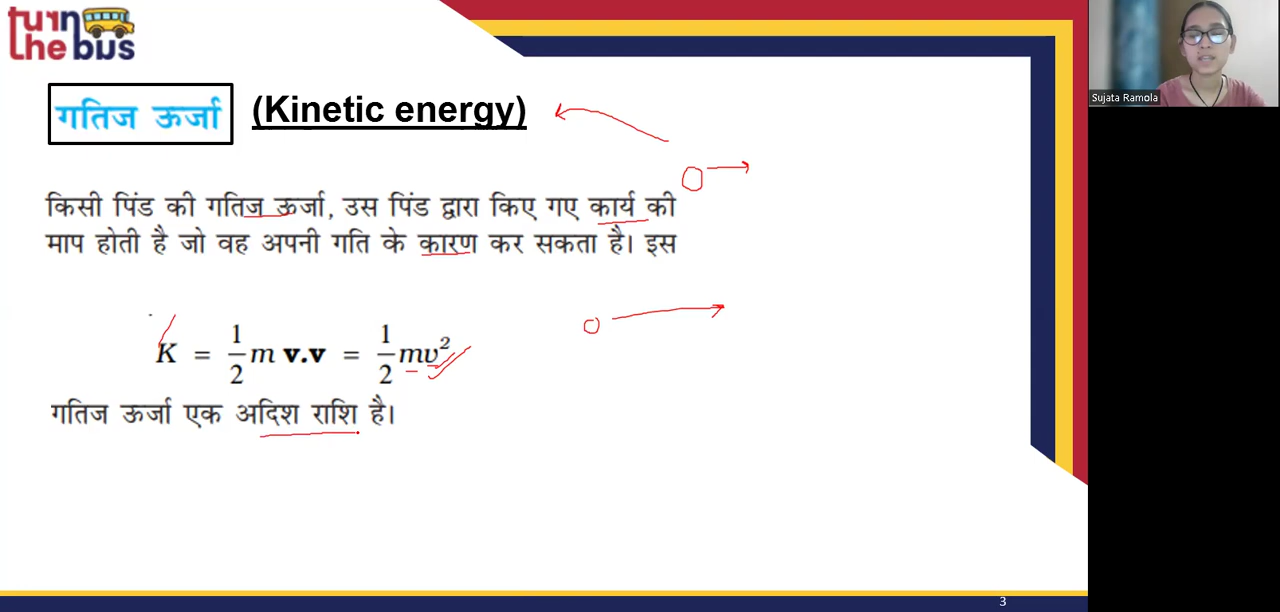 turn
the bus
Sujata Ramola
गतिज ऊर्जा (Kinetic energy)
किसी पिंड की गतिज ऊर्जा, उस पिंड द्वारा किए गए कार्य की
माप होती है जो वह अपनी गति के कारण कर सकता है। इस
K = 1/2 m v.v = 1/2 mv²
गतिज ऊर्जा एक अदिश राशि है।
3